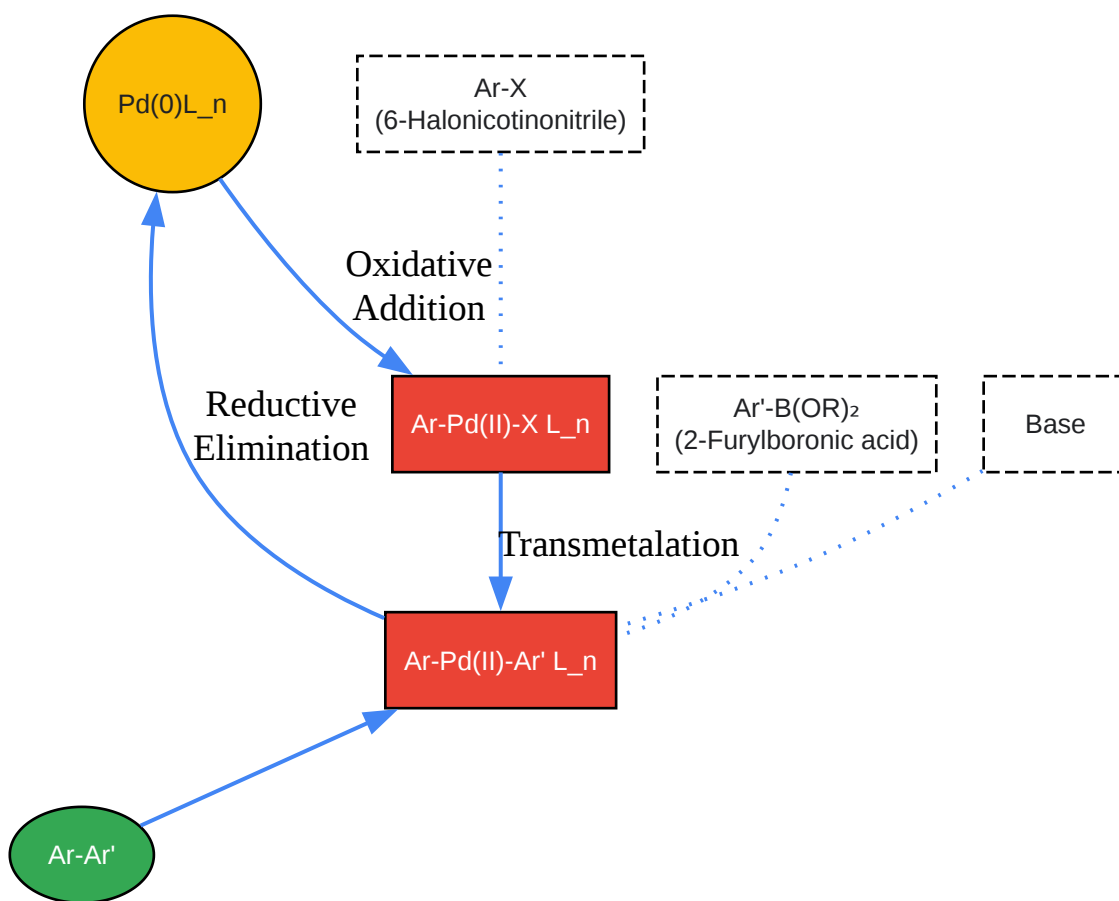 Pd(0)L_n
Ar-X
(6-Halonicotinonitrile)
Oxidative
Addition
Reductive
Elimination
Ar-Pd(II)-X L_n
Ar'-B(OR)₂
(2-Furylboronic acid)
Base
Transmetalation
Ar-Pd(II)-Ar' L_n
Ar-Ar'